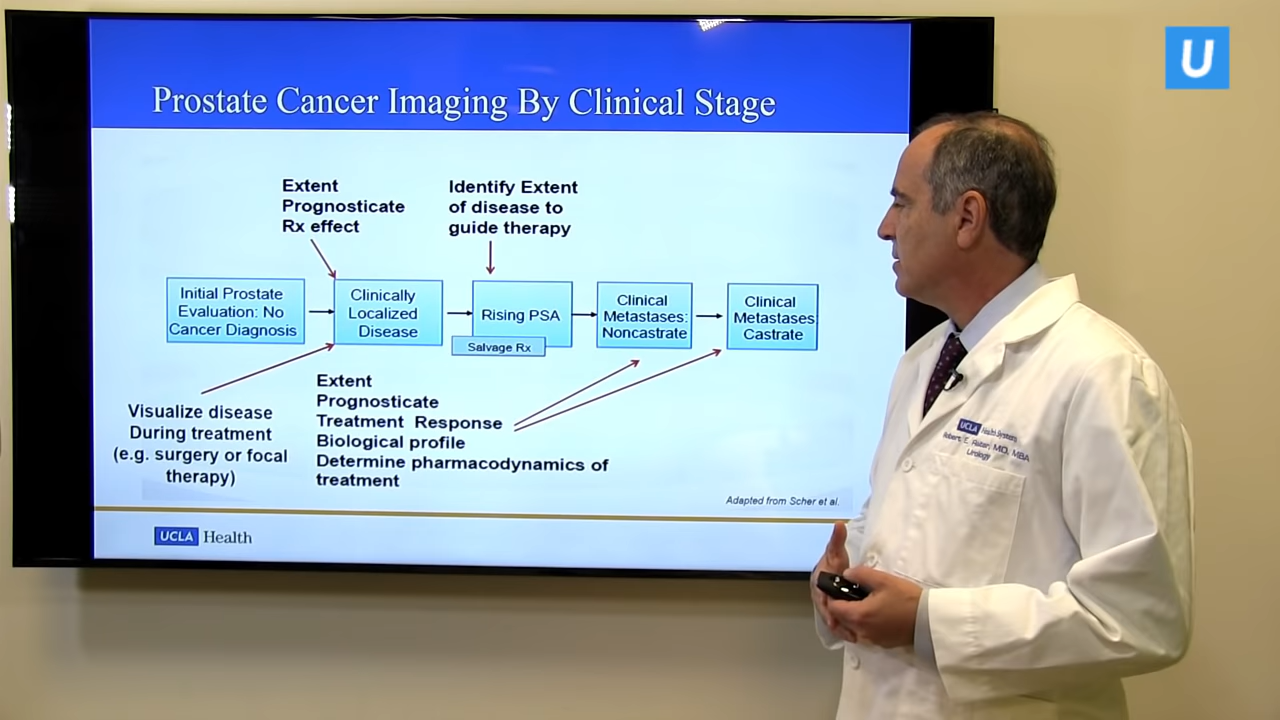 U
Prostate Cancer Imaging By Clinical Stage
Extent
Prognosticate
Rx effect
Identify Extent
of disease to
guide therapy
Initial Prostate
Evaluation: No
Cancer Diagnosis
Clinically
Localized
Disease
Rising PSA
Salvage Rx
Clinical
Metastases:
Noncastrate
Clinical
Metastases
Castrate
Visualize disease
During treatment
(e.g. surgery or focal
therapy)
Extent
Prognosticate
Treatment Response
Biological profile
Determine pharmacodynamics of
treatment
Adapted from Scher et al.
UCLA Health
UCLA Health System
Robert E. Reiter, MD, MBA
Urology